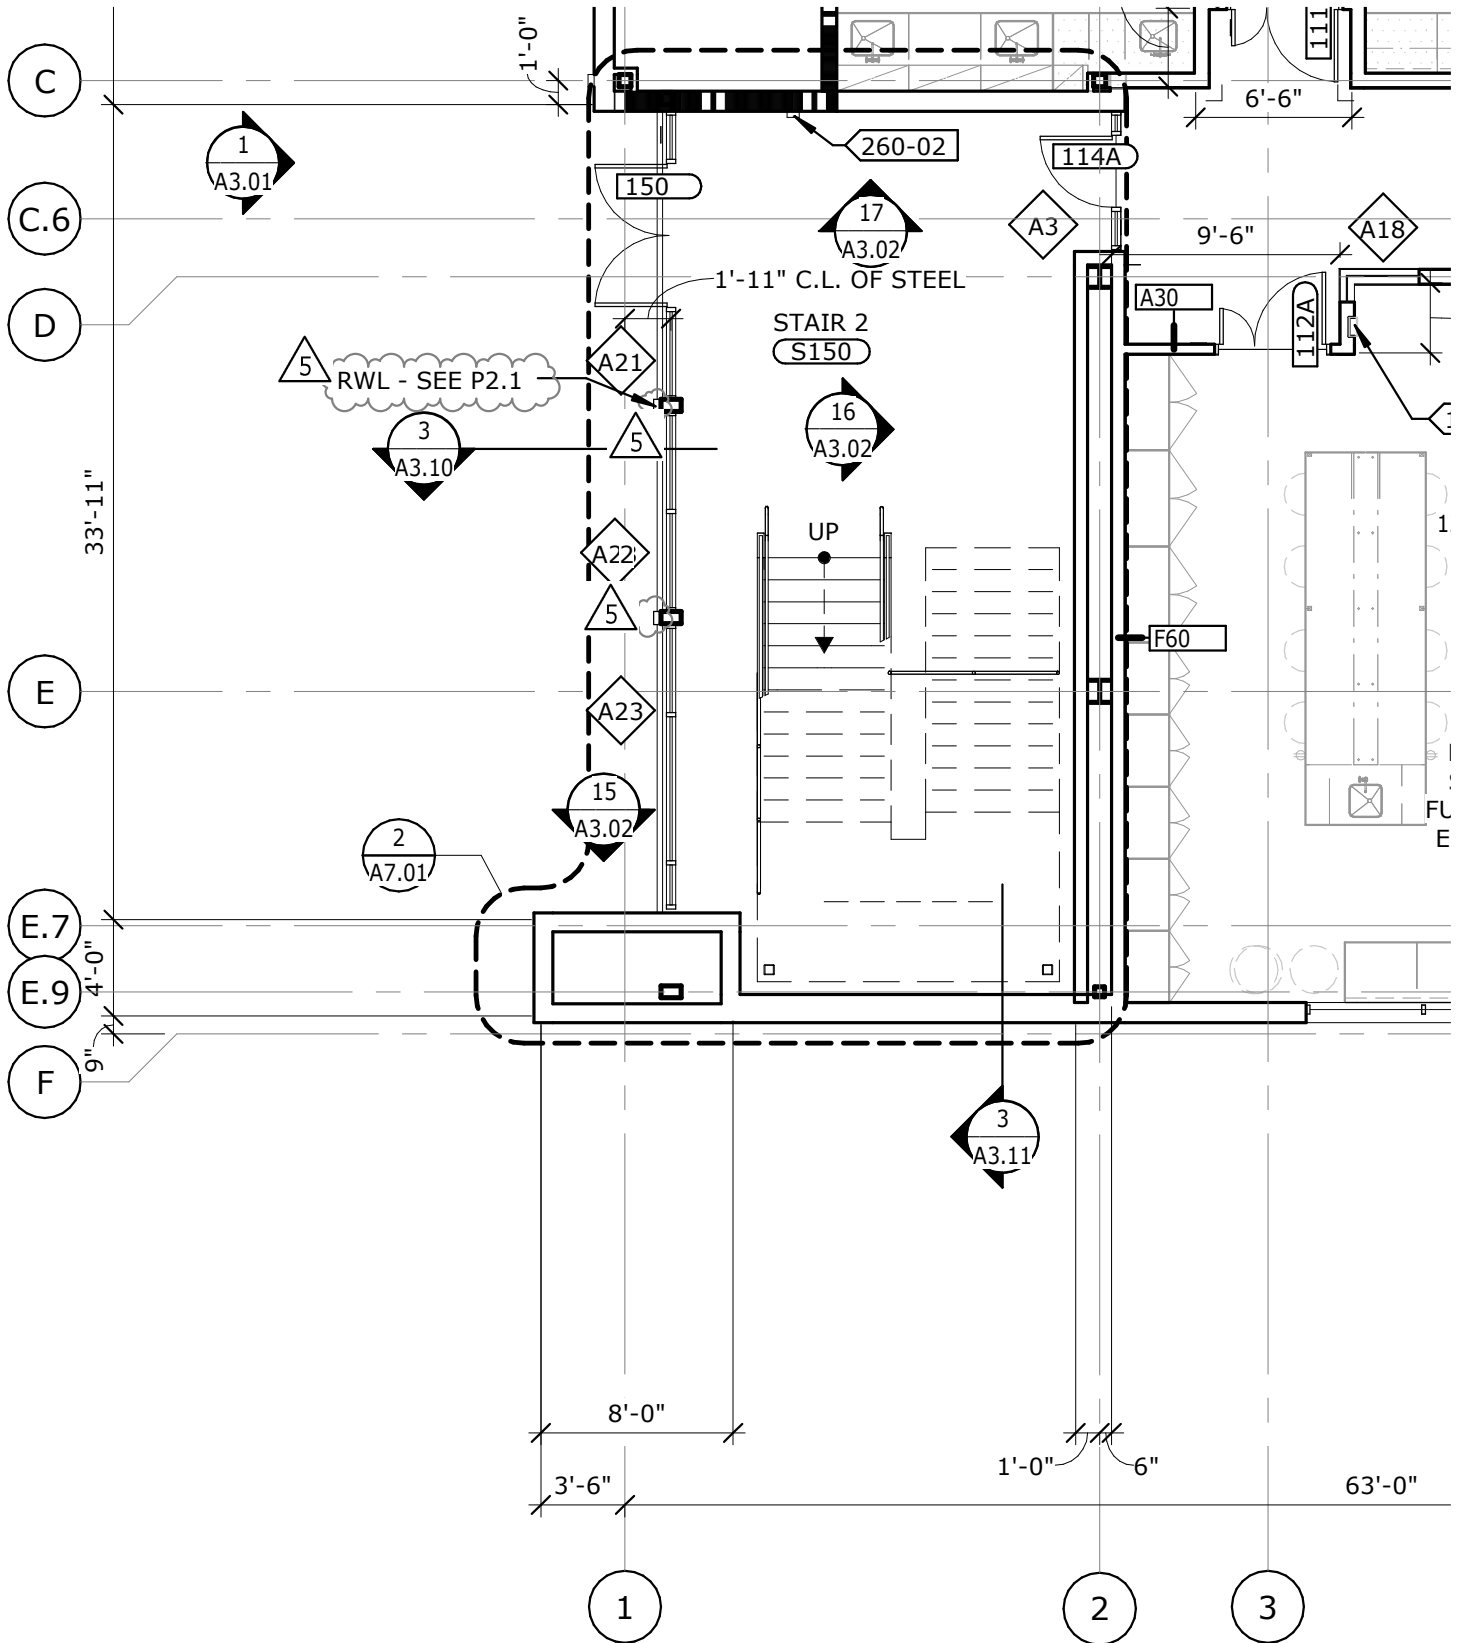 1'-0"
111
C
6'-6"
1
A3.01
260-02
114A
150
C.6
17
A3.02
A3
9'-6"
A18
1'-11" C.L. OF STEEL
A30
D
STAIR 2
S150
112A
5
RWL - SEE P2.1
A21
16
A3.02
3
A3.10
5
33'-11"
UP
A22
5
F60
E
A23
15
A3.02
FU
E
2
A7.01
E.7
4'-0"
E.9
9"
F
3
A3.11
8'-0"
1'-0"
6"
3'-6"
63'-0"
1
2
3